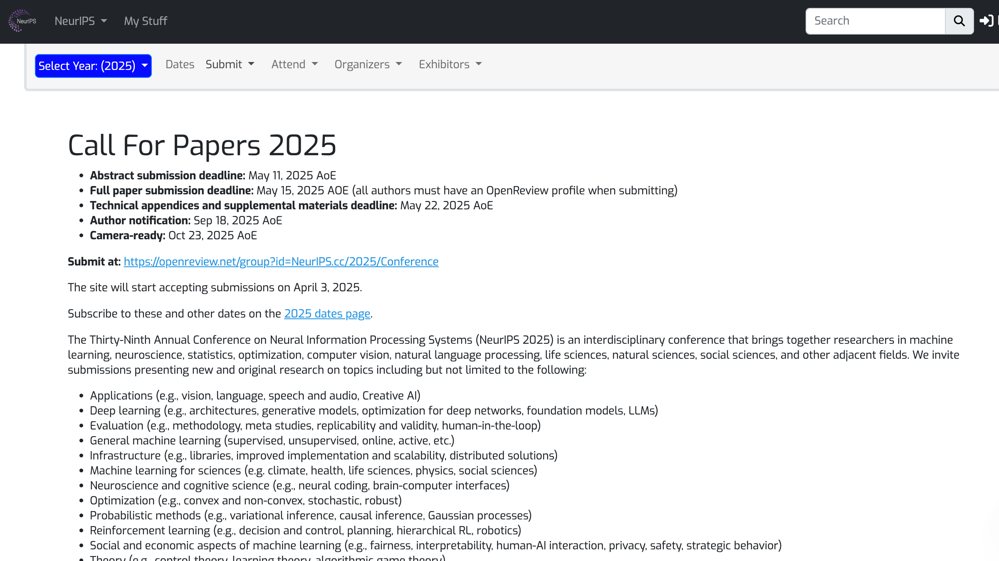 NeurIPS
NeurIPS
My Stuff
Search
Select Year: (2025)
Dates
Submit
Attend
Organizers
Exhibitors
Call For Papers 2025
Abstract submission deadline: May 11, 2025 AoE
Full paper submission deadline: May 15, 2025 AOE (all authors must have an OpenReview profile when submitting)
Technical appendices and supplemental materials deadline: May 22, 2025 AoE
Author notification: Sep 18, 2025 AoE
Camera-ready: Oct 23, 2025 AoE
Submit at: https://openreview.net/group?id=NeurIPS.cc/2025/Conference
The site will start accepting submissions on April 3, 2025.
Subscribe to these and other dates on the 2025 dates page.
The Thirty-Ninth Annual Conference on Neural Information Processing Systems (NeurIPS 2025) is an interdisciplinary conference that brings together researchers in machine
learning, neuroscience, statistics, optimization, computer vision, natural language processing, life sciences, natural sciences, social sciences, and other adjacent fields. We invite
submissions presenting new and original research on topics including but not limited to the following:
Applications (e.g., vision, language, speech and audio, Creative AI)
Deep learning (e.g., architectures, generative models, optimization for deep networks, foundation models, LLMs)
Evaluation (e.g., methodology, meta studies, replicability and validity, human-in-the-loop)
General machine learning (supervised, unsupervised, online, active, etc.)
Infrastructure (e.g., libraries, improved implementation and scalability, distributed solutions)
Machine learning for sciences (e.g. climate, health, life sciences, physics, social sciences)
Neuroscience and cognitive science (e.g., neural coding, brain-computer interfaces)
Optimization (e.g., convex and non-convex, stochastic, robust)
Probabilistic methods (e.g., variational inference, causal inference, Gaussian processes)
Reinforcement learning (e.g., decision and control, planning, hierarchical RL, robotics)
Social and economic aspects of machine learning (e.g., fairness, interpretability, human-AI interaction, privacy, safety, strategic behavior)
Theory (e.g., control theory, learning theory, algorithmic game theory)